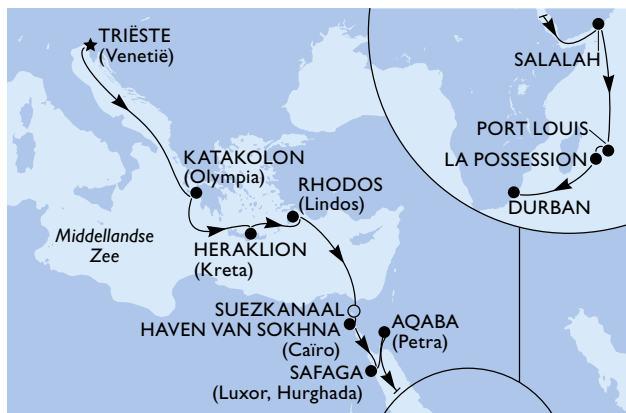 TRIËSTE
(Venetië)
KATAKOLON
(Olympia)
RHODOS
(Lindos)
Middellandse
Zee
HERAKLION
(Kreta)
SUEZKANAAL
HAVEN VAN SOKHNA
(Caïro)
AQABA
(Petra)
SAFAGA
(Luxor, Hurghada)
SALALAH
PORT LOUIS
LA POSSESSION
DURBAN